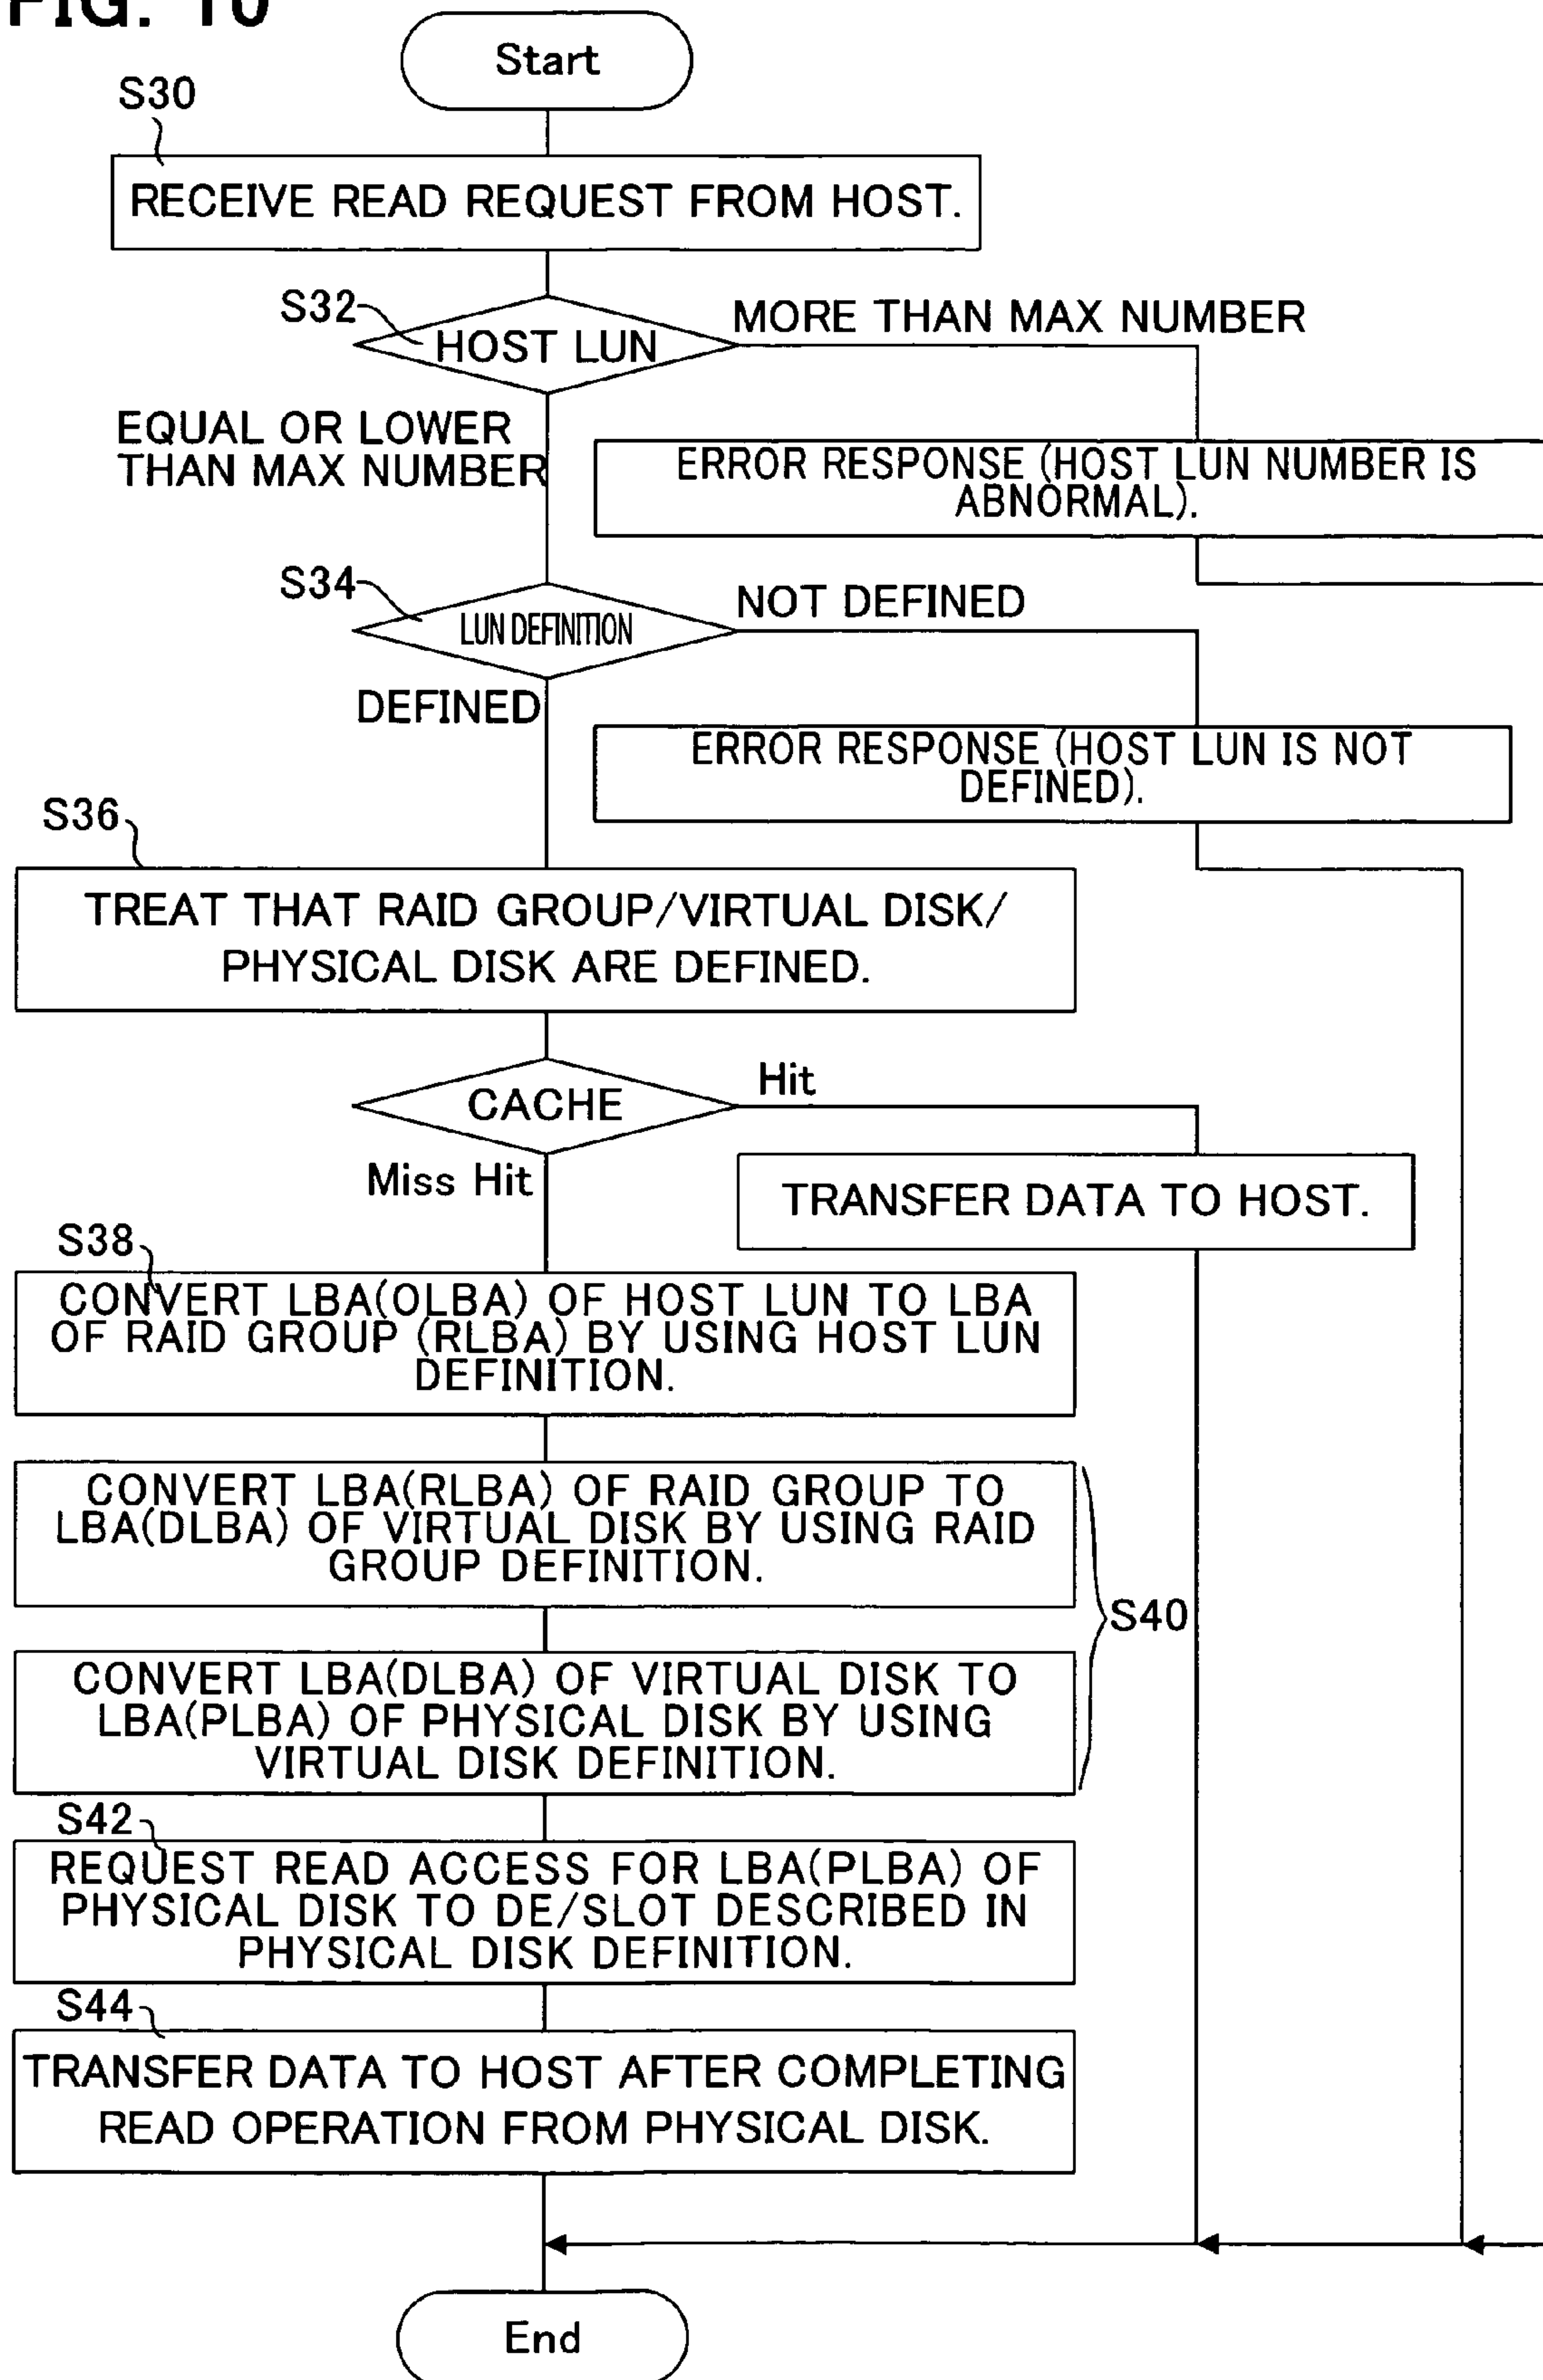 FIG. 10
Start
S30
RECEIVE READ REQUEST FROM HOST.
S32
HOST LUN
MORE THAN MAX NUMBER
EQUAL OR LOWER
THAN MAX NUMBER
ERROR RESPONSE (HOST LUN NUMBER IS
ABNORMAL).
S34
LUN DEFINITION
NOT DEFINED
DEFINED
ERROR RESPONSE (HOST LUN IS NOT
DEFINED).
S36
TREAT THAT RAID GROUP/VIRTUAL DISK/
PHYSICAL DISK ARE DEFINED.
CACHE
Hit
Miss Hit
TRANSFER DATA TO HOST.
S38
CONVERT LBA(OLBA) OF HOST LUN TO LBA
OF RAID GROUP (RLBA) BY USING HOST LUN
DEFINITION.
CONVERT LBA(RLBA) OF RAID GROUP TO
LBA(DLBA) OF VIRTUAL DISK BY USING RAID
GROUP DEFINITION.
S40
CONVERT LBA(DLBA) OF VIRTUAL DISK TO
LBA(PLBA) OF PHYSICAL DISK BY USING
VIRTUAL DISK DEFINITION.
S42
REQUEST READ ACCESS FOR LBA(PLBA) OF
PHYSICAL DISK TO DE/SLOT DESCRIBED IN
PHYSICAL DISK DEFINITION.
S44
TRANSFER DATA TO HOST AFTER COMPLETING
READ OPERATION FROM PHYSICAL DISK.
End